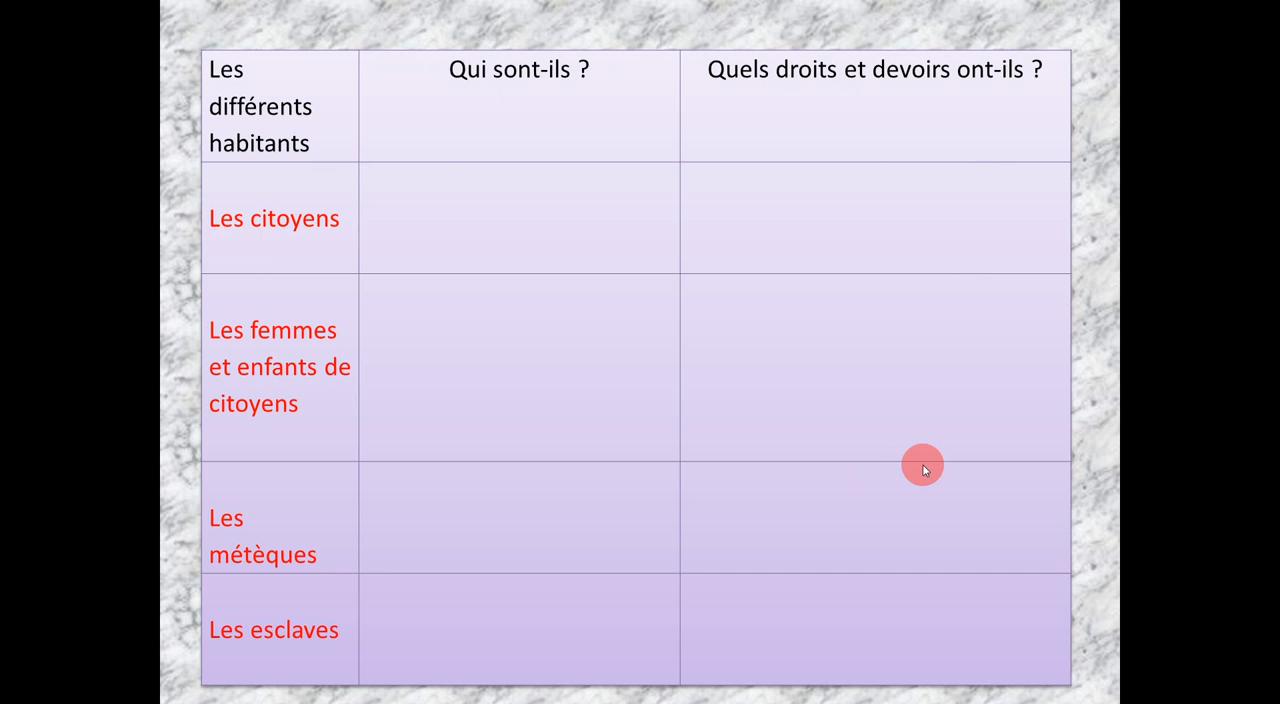 Les
différents
habitants
Qui sont-ils ?
Quels droits et devoirs ont-ils ?
Les citoyens
Les femmes
et enfants de
citoyens
Les
métèques
Les esclaves